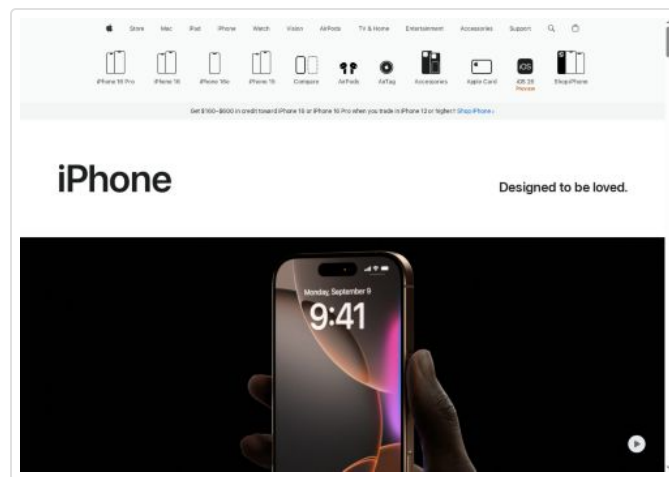 Store Mac iPad iPhone Watch Vision AirPods TV & Home Entertainment Accessories Support
iPhone 16 Pro iPhone 16 iPhone 16e iPhone 15 Compare AirPods AirTag Accessories Apple Card iOS 26 Shop iPhone
iOS
Preview
Get $160–$600 in credit toward iPhone 16 or iPhone 16 Pro when you trade in iPhone 12 or higher.† Shop iPhone ›
iPhone
Designed to be loved.
Monday, September 9
9:41